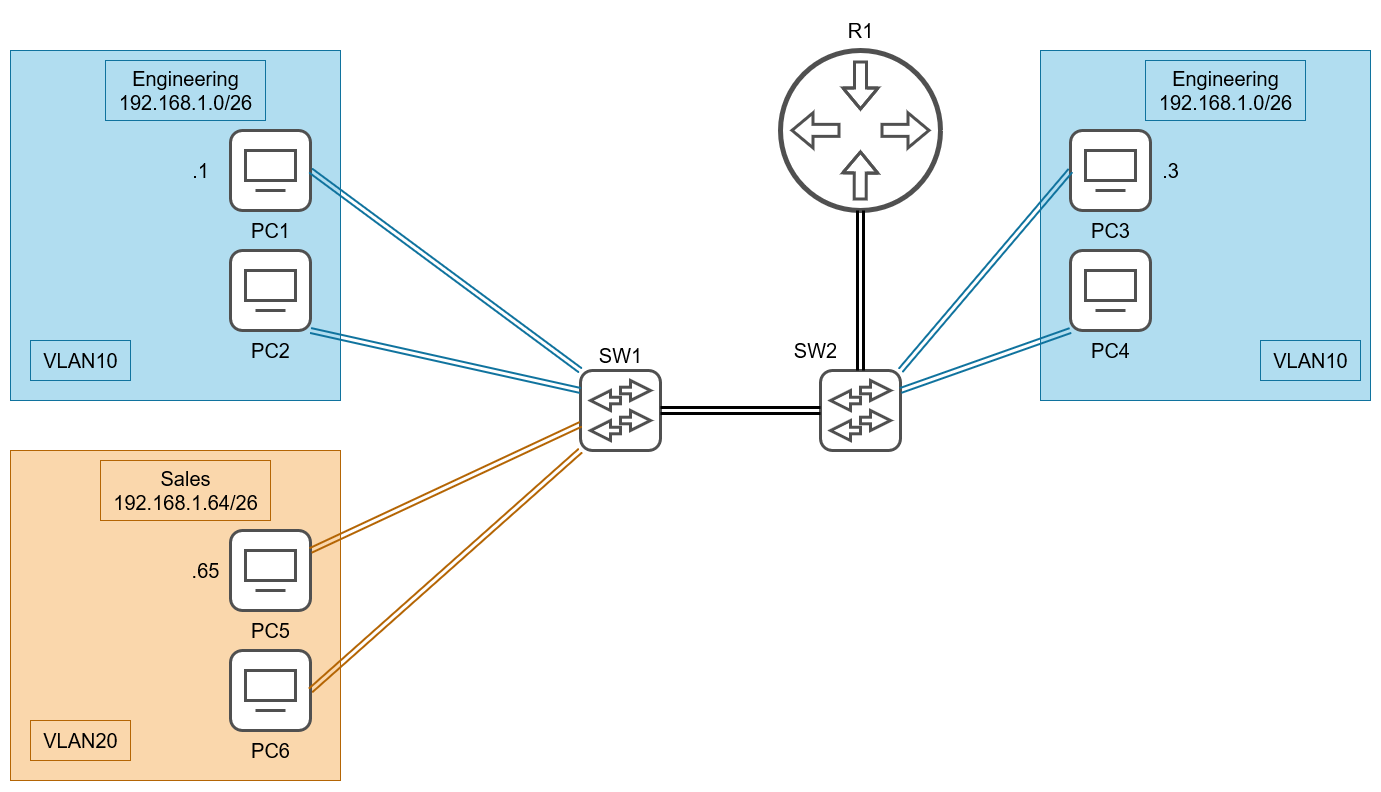 R1
Engineering
192.168.1.0/26
.1
PC1
PC2
VLAN10
Engineering
192.168.1.0/26
.3
PC3
PC4
VLAN10
SW1
SW2
Sales
192.168.1.64/26
.65
PC5
PC6
VLAN20